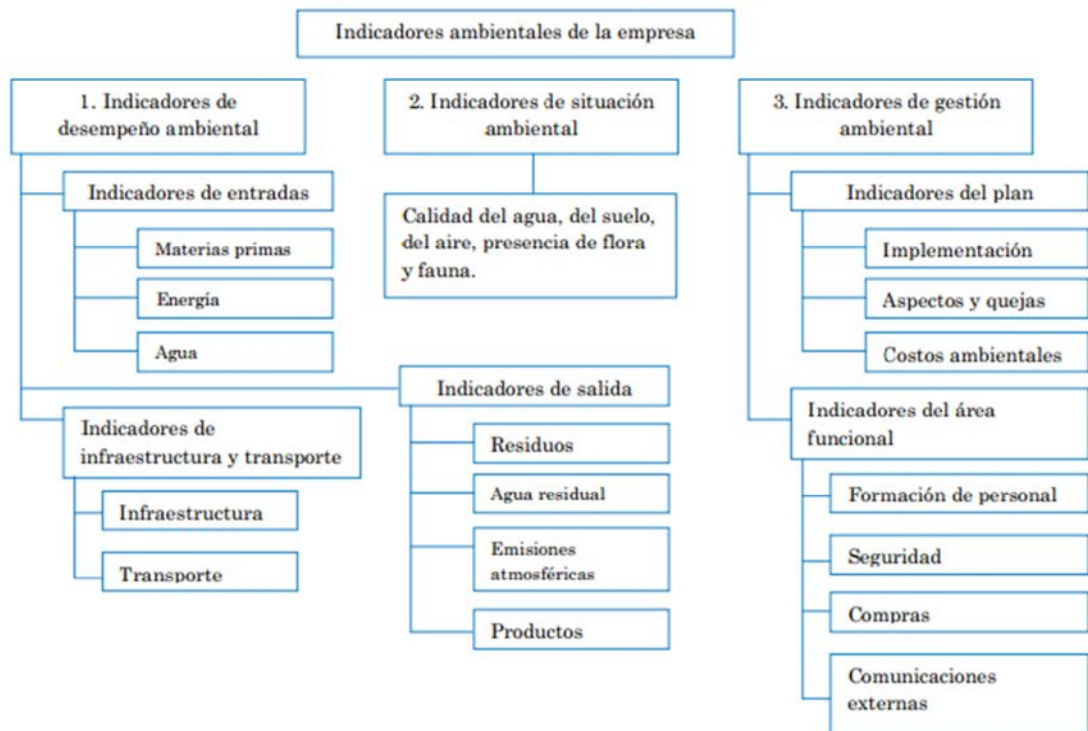 Indicadores ambientales de la empresa
1. Indicadores de
desempeño ambiental
Indicadores de entradas
Materias primas
Energía
Agua
Indicadores de
infraestructura y transporte
Infraestructura
Transporte
2. Indicadores de situación
ambiental
Calidad del agua, del suelo,
del aire, presencia de flora
y fauna.
Indicadores de salida
Residuos
Agua residual
Emisiones
atmosféricas
Productos
3. Indicadores de gestión
ambiental
Indicadores del plan
Implementación
Aspectos y quejas
Costos ambientales
Indicadores del área
funcional
Formación de personal
Seguridad
Compras
Comunicaciones
externas